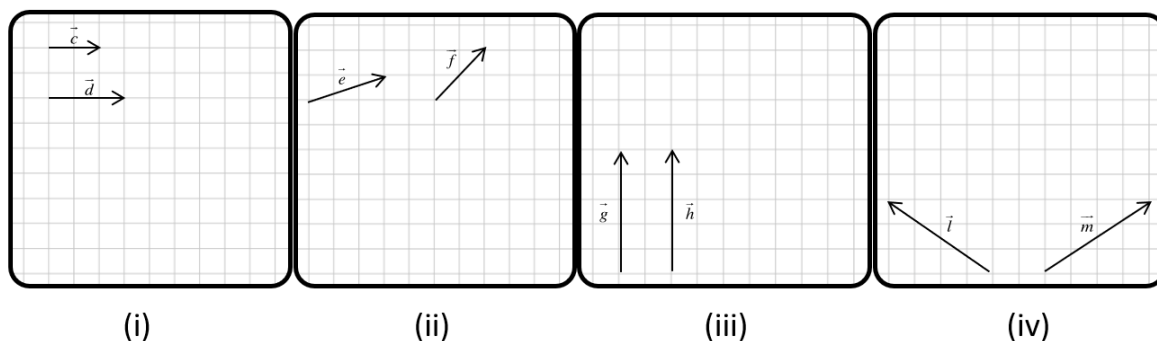 c⃗
d⃗
e⃗
f⃗
g⃗
h⃗
l⃗
m⃗
(i)
(ii)
(iii)
(iv)